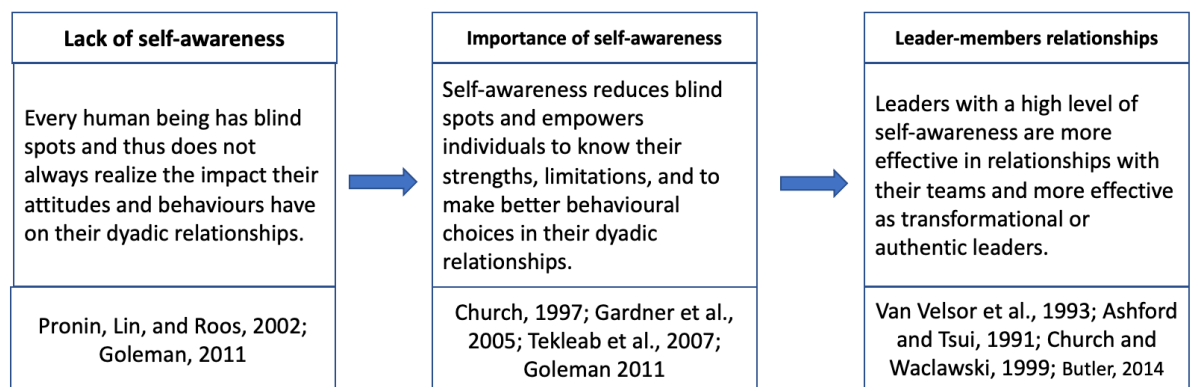 Lack of self-awareness
Every human being has blind
spots and thus does not
always realize the impact their
attitudes and behaviours have
on their dyadic relationships.
Pronin, Lin, and Roos, 2002;
Goleman, 2011
Importance of self-awareness
Self-awareness reduces blind
spots and empowers
individuals to know their
strengths, limitations, and to
make better behavioural
choices in their dyadic
relationships.
Church, 1997; Gardner et al.,
2005; Tekleab et al., 2007;
Goleman 2011
Leader-members relationships
Leaders with a high level of
self-awareness are more
effective in relationships with
their teams and more effective
as transformational or
authentic leaders.
Van Velsor et al., 1993; Ashford
and Tsui, 1991; Church and
Waclawski, 1999; Butler, 2014